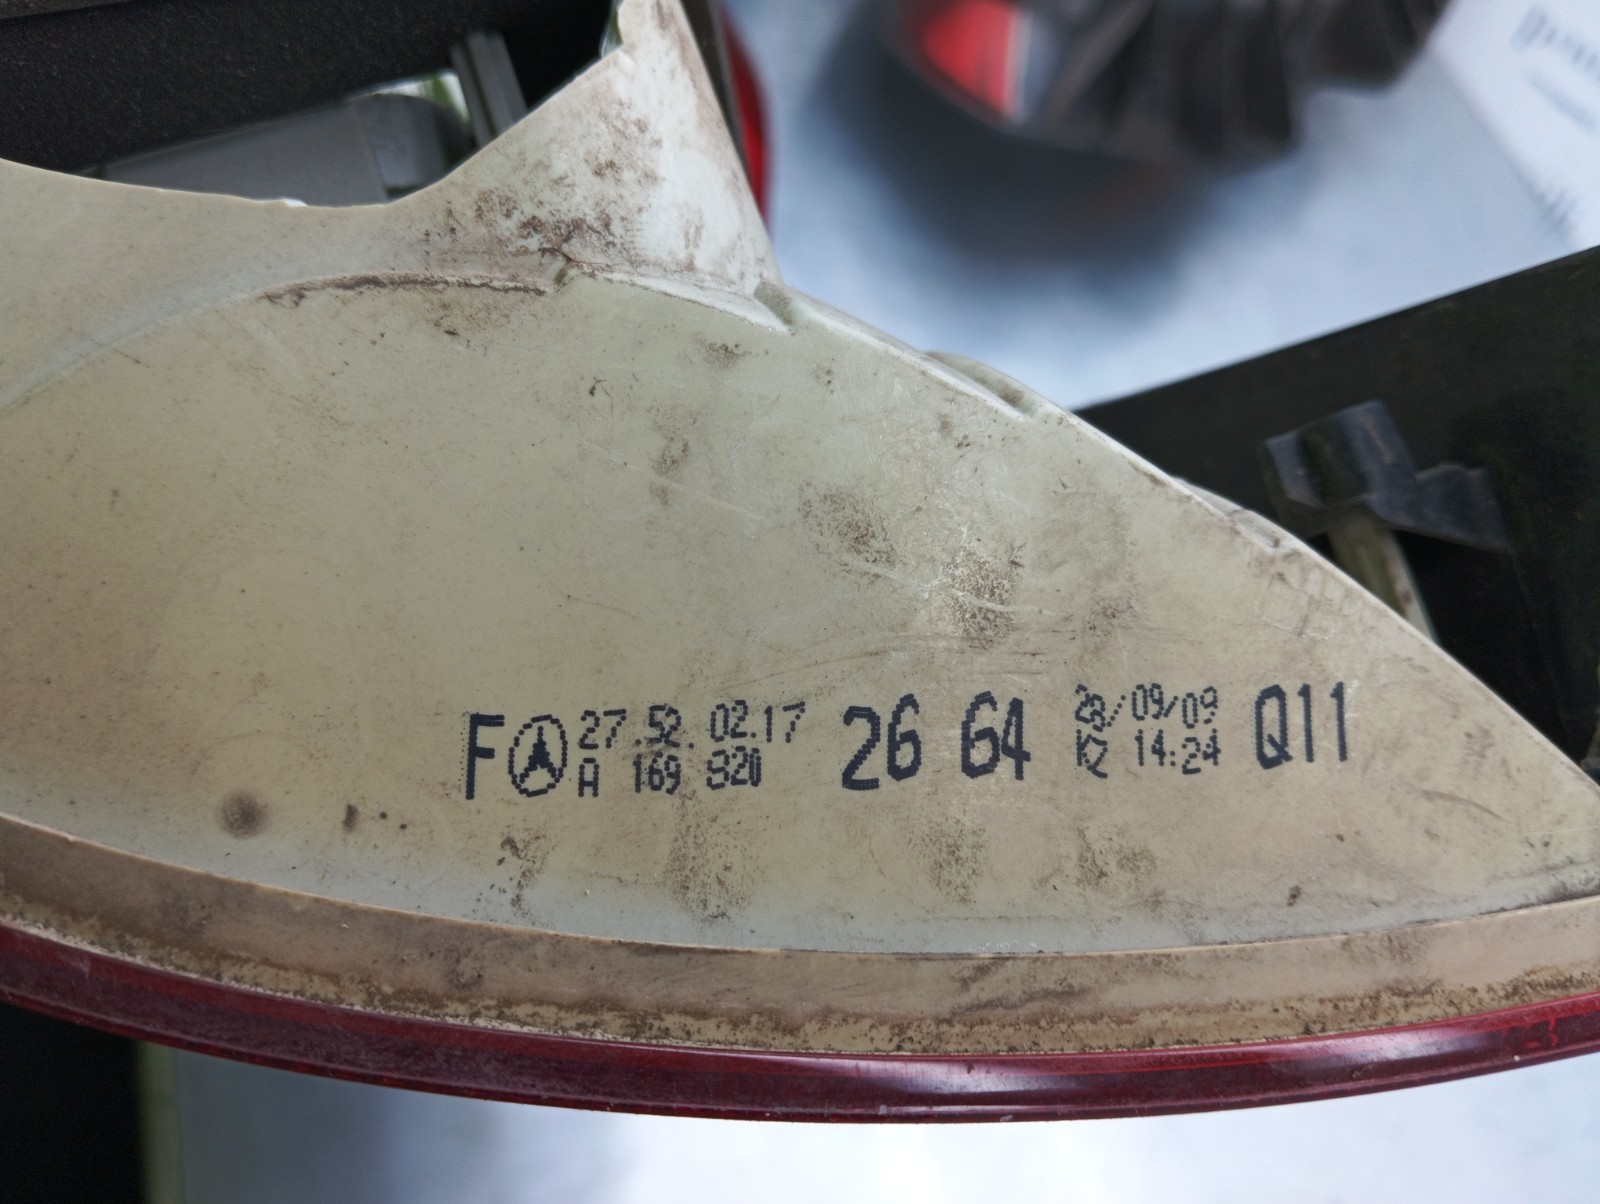 F 27.52.02.17 26 64 28/09/09 Q11
A 169 820 KZ 14:24